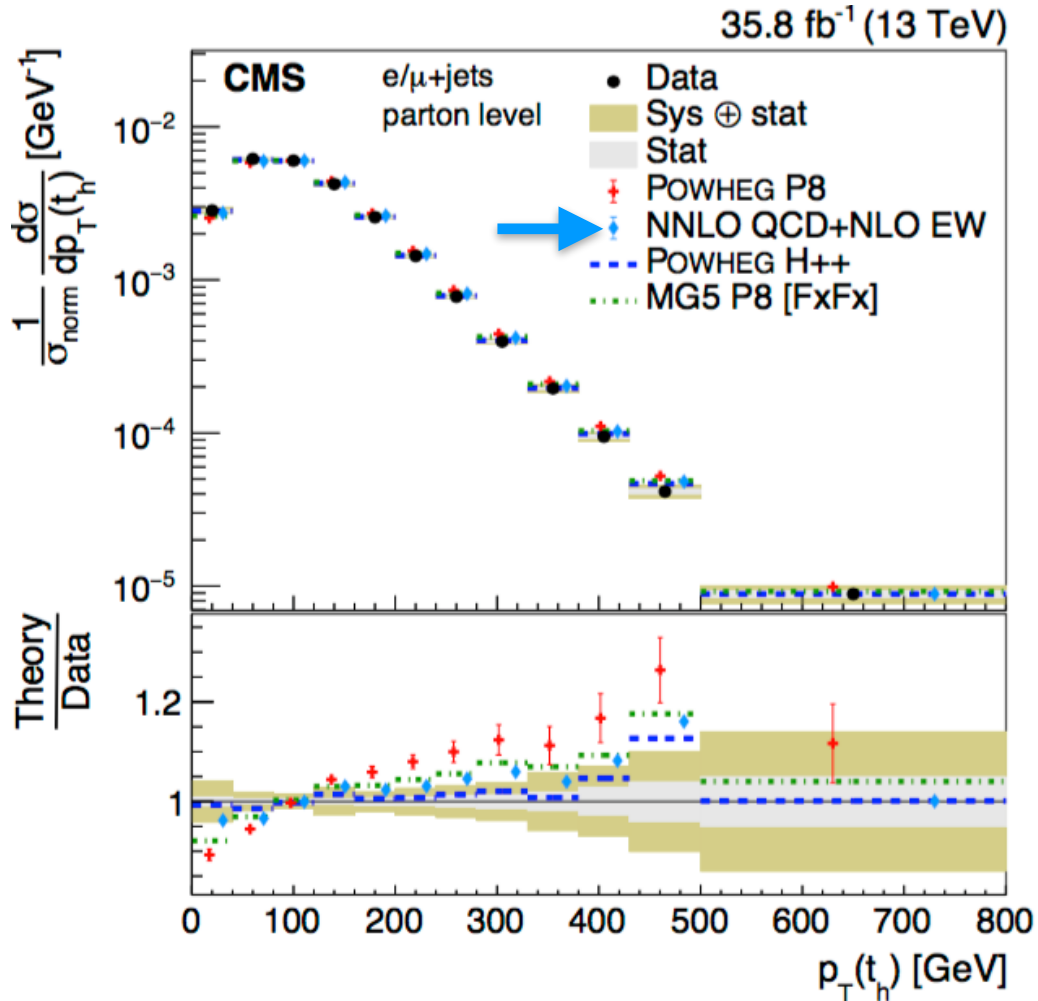 35.8 fb⁻¹ (13 TeV)
CMS
e/μ+jets
parton level
Data
Sys ⊕ stat
Stat
POWHEG P8
NNLO QCD+NLO EW
POWHEG H++
MG5 P8 [FxFx]
1/σnorm dσ/dpT(th) [GeV⁻¹]
10⁻²
10⁻³
10⁻⁴
10⁻⁵
Theory
Data
1.2
1
0 100 200 300 400 500 600 700 800
pT(th) [GeV]